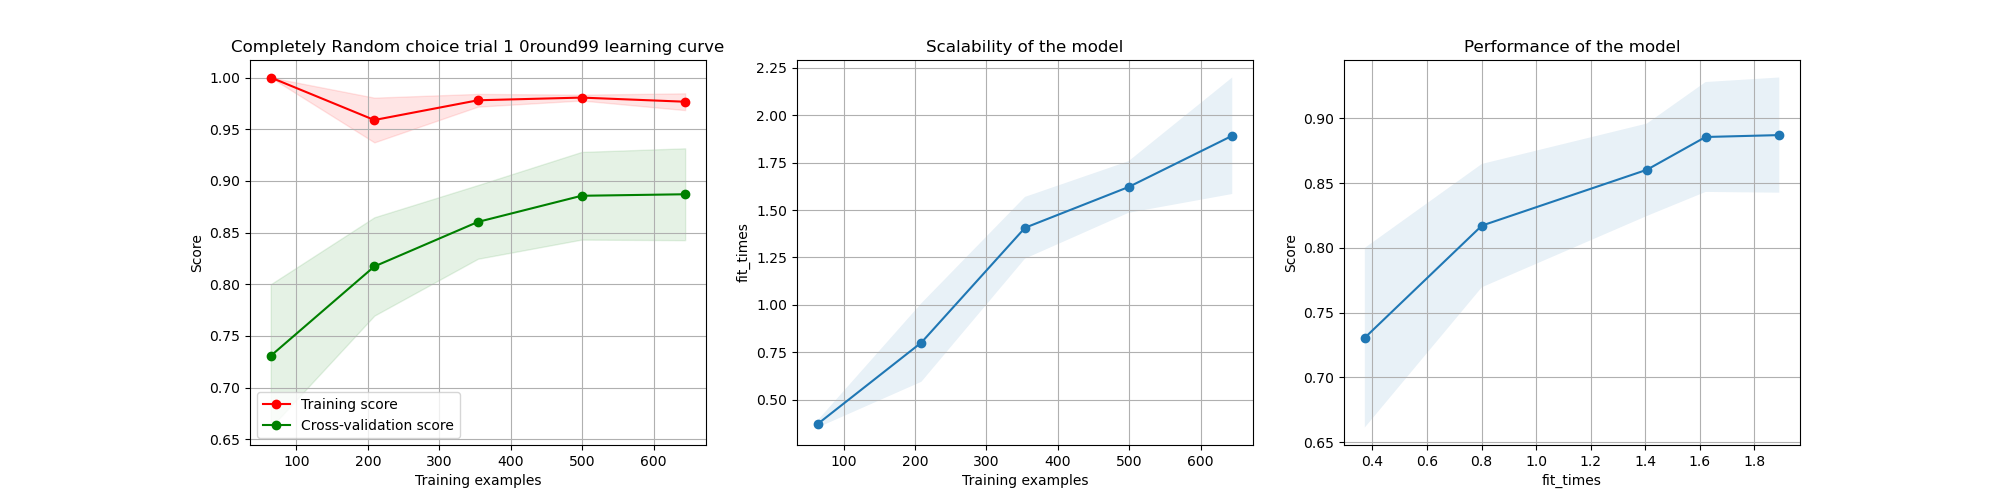 Completely Random choice trial 1 0round99 learning curve
1.00
0.95
0.90
0.85
0.80
0.75
0.70
0.65
Score
Training score
Cross-validation score
100 200 300 400 500 600
Training examples
Scalability of the model
2.25
2.00
1.75
1.50
1.25
1.00
0.75
0.50
fit_times
100 200 300 400 500 600
Training examples
Performance of the model
0.90
0.85
0.80
0.75
0.70
0.65
Score
0.4 0.6 0.8 1.0 1.2 1.4 1.6 1.8
fit_times